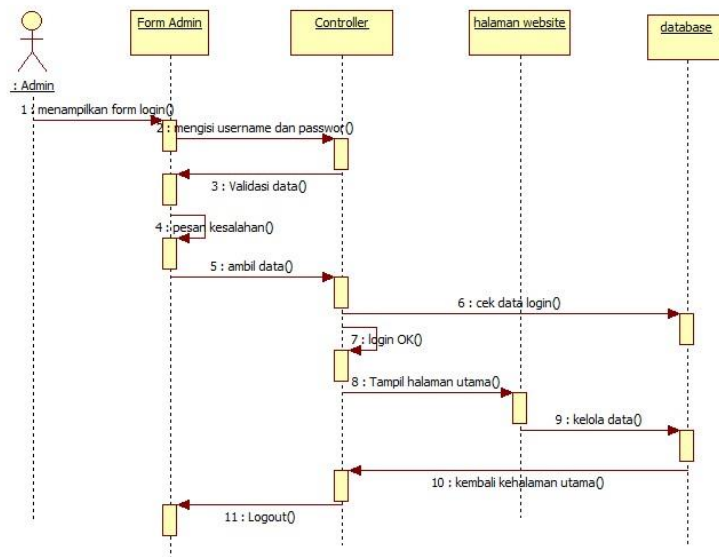 Form Admin
Controller
halaman website
database
: Admin
1 : menampilkan form login()
2 : mengisi username dan passwor()
3 : Validasi data()
4 : pesan kesalahan()
5 : ambil data()
6 : cek data login()
7 : login OK()
8 : Tampil halaman utama()
9 : kelola data()
10 : kembali kehalaman utama()
11 : Logout()